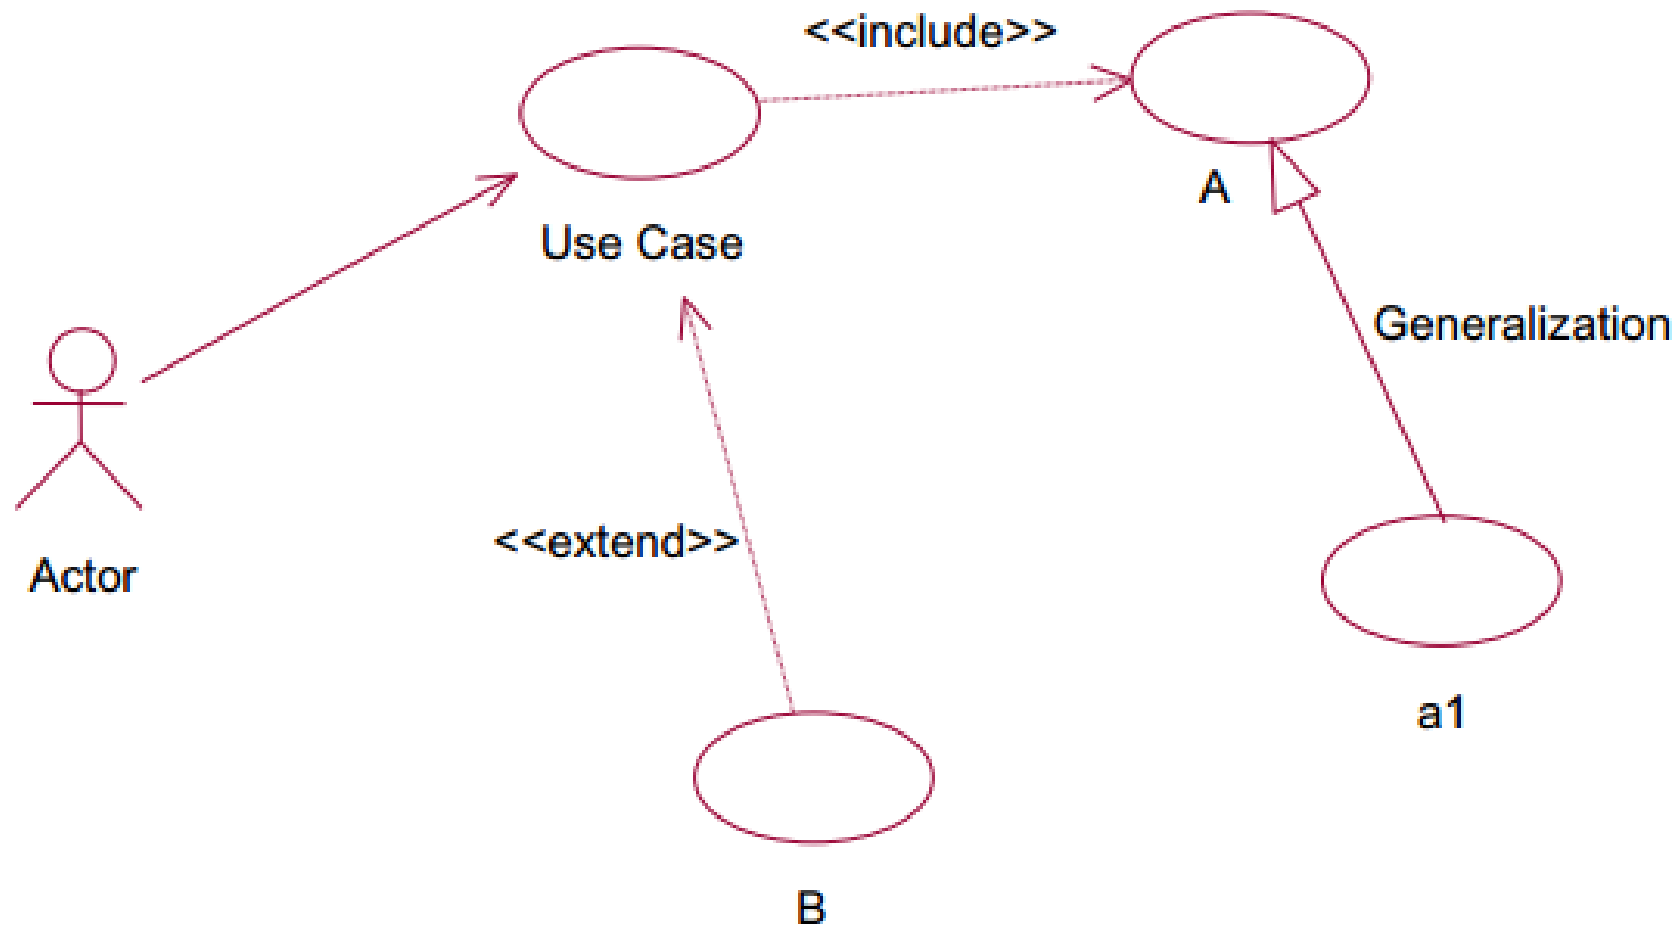 <<include>>
A
Use Case
Generalization
<<extend>>
Actor
a1
B